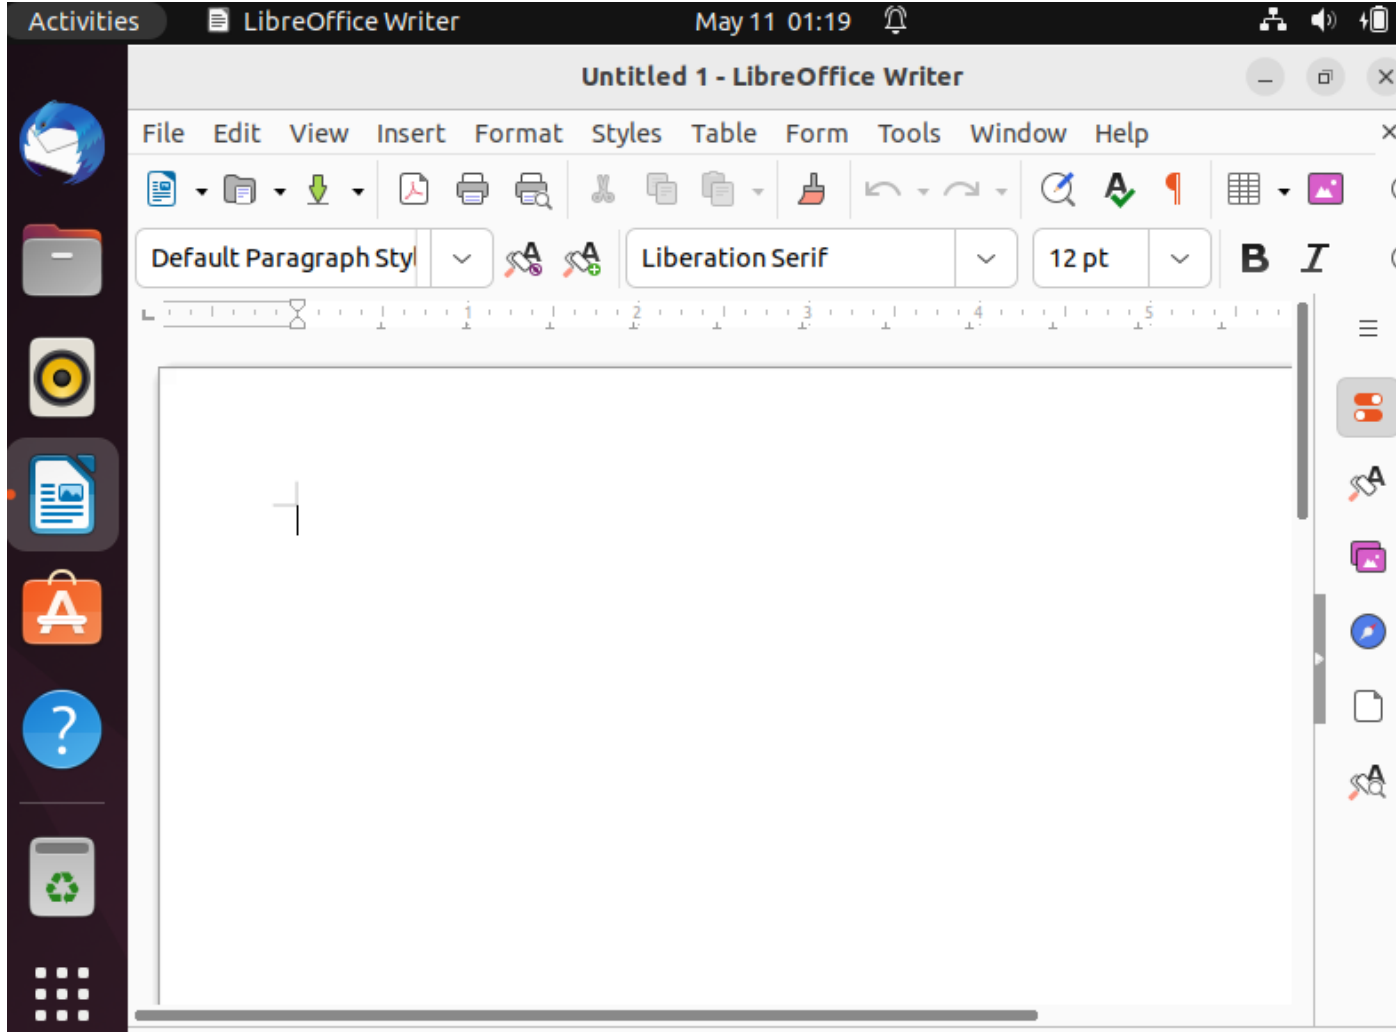 Activities LibreOffice Writer May 11 01:19
Untitled 1 - LibreOffice Writer
File Edit View Insert Format Styles Table Form Tools Window Help
Default Paragraph Styl Liberation Serif 12 pt B I
1 2 3 4 5